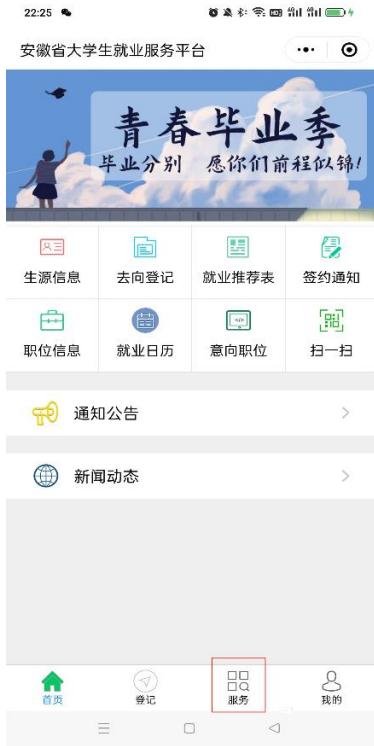 22:25
安徽省大学生就业服务平台
青春毕业季
毕业分别 愿你们前程似锦!
生源信息 去向登记 就业推荐表 签约通知
职位信息 就业日历 意向职位 扫一扫
通知公告
新闻动态
首页 登记 服务 我的